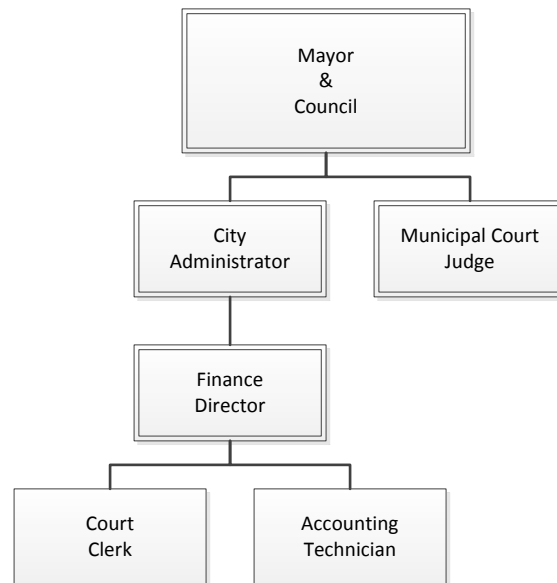 Mayor
&
Council
City
Administrator
Municipal Court
Judge
Finance
Director
Court
Clerk
Accounting
Technician